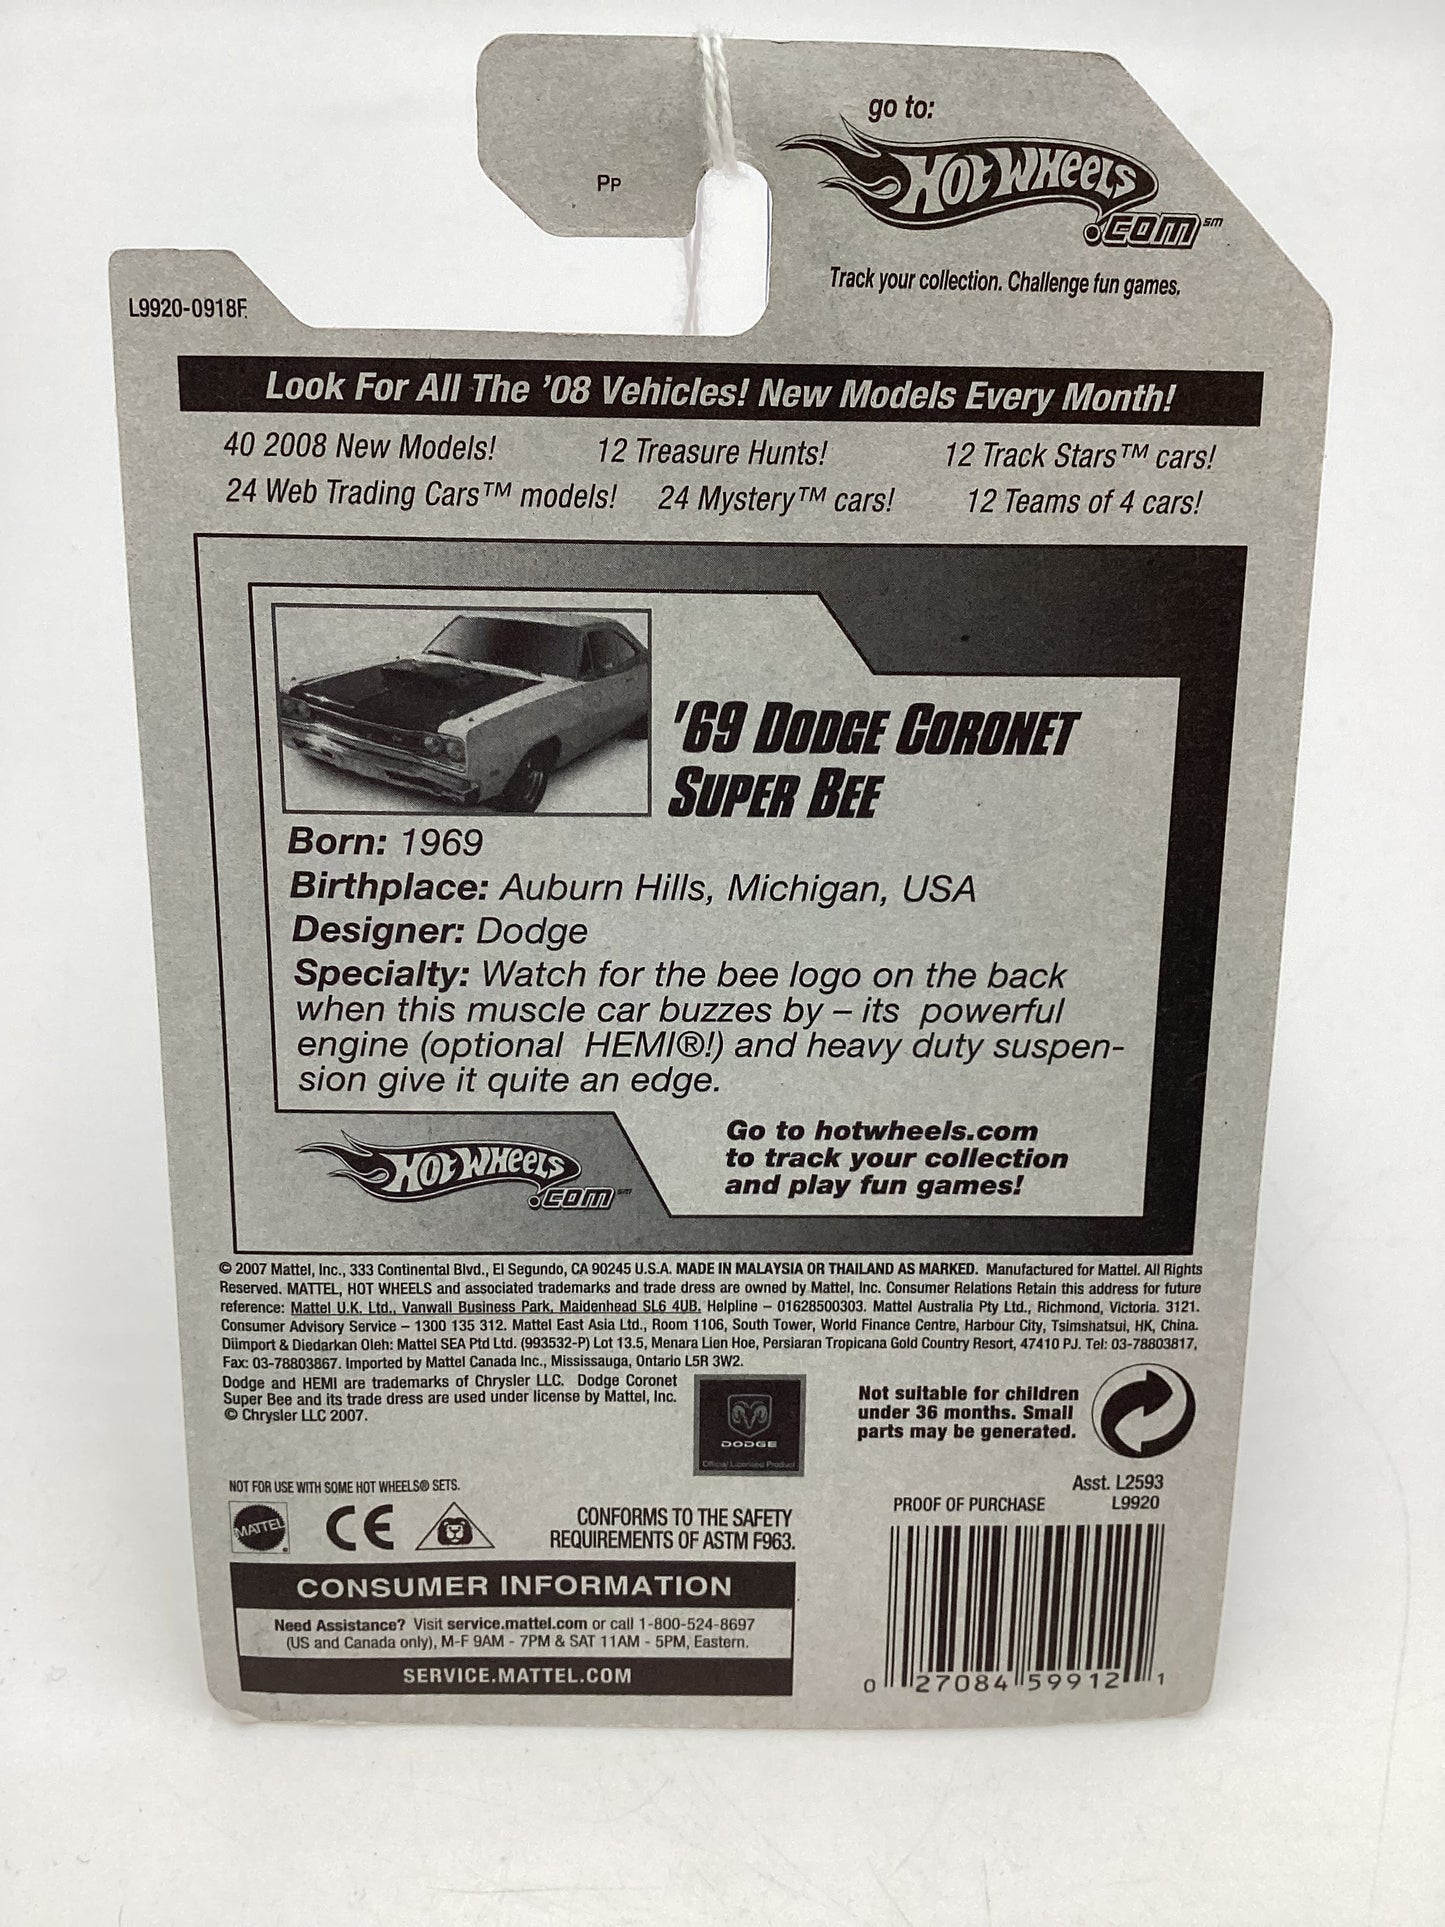 go to:
HOT WHEELS
.COM℠
Pp
Track your collection. Challenge fun games.
L9920-0918F
Look For All The '08 Vehicles! New Models Every Month!
40 2008 New Models! 12 Treasure Hunts! 12 Track Stars™ cars!
24 Web Trading Cars™ models! 24 Mystery™ cars! 12 Teams of 4 cars!
'69 DODGE CORONET
SUPER BEE
Born: 1969
Birthplace: Auburn Hills, Michigan, USA
Designer: Dodge
Specialty: Watch for the bee logo on the back
when this muscle car buzzes by – its powerful
engine (optional HEMI®!) and heavy duty suspen-
sion give it quite an edge.
HOT WHEELS
.COM℠
Go to hotwheels.com
to track your collection
and play fun games!
© 2007 Mattel, Inc., 333 Continental Blvd., El Segundo, CA 90245 U.S.A. MADE IN MALAYSIA OR THAILAND AS MARKED. Manufactured for Mattel. All Rights
Reserved. MATTEL, HOT WHEELS and associated trademarks and trade dress are owned by Mattel, Inc. Consumer Relations Retain this address for future
reference: Mattel U.K. Ltd., Vanwall Business Park, Maidenhead SL6 4UB. Helpline – 01628500303. Mattel Australia Pty Ltd., Richmond, Victoria. 3121.
Consumer Advisory Service – 1300 135 312. Mattel East Asia Ltd., Room 1106, South Tower, World Finance Centre, Harbour City, Tsimshatsui, HK, China.
Diimport & Diedarkan Oleh: Mattel SEA Ptd Ltd. (993532-P) Lot 13.5, Menara Lien Hoe, Persiaran Tropicana Gold Country Resort, 47410 PJ. Tel: 03-78803817,
Fax: 03-78803867. Imported by Mattel Canada Inc., Mississauga, Ontario L5R 3W2.
Dodge and HEMI are trademarks of Chrysler LLC. Dodge Coronet
Super Bee and its trade dress are used under license by Mattel, Inc.
© Chrysler LLC 2007.
DODGE
Official Licensed Product
Not suitable for children
under 36 months. Small
parts may be generated.
NOT FOR USE WITH SOME HOT WHEELS® SETS.
MATTEL
CE
CONFORMS TO THE SAFETY
REQUIREMENTS OF ASTM F963.
Asst. L2593
PROOF OF PURCHASE L9920
CONSUMER INFORMATION
Need Assistance? Visit service.mattel.com or call 1-800-524-8697
(US and Canada only), M-F 9AM - 7PM & SAT 11AM - 5PM, Eastern.
SERVICE.MATTEL.COM
0 27084 59912 1